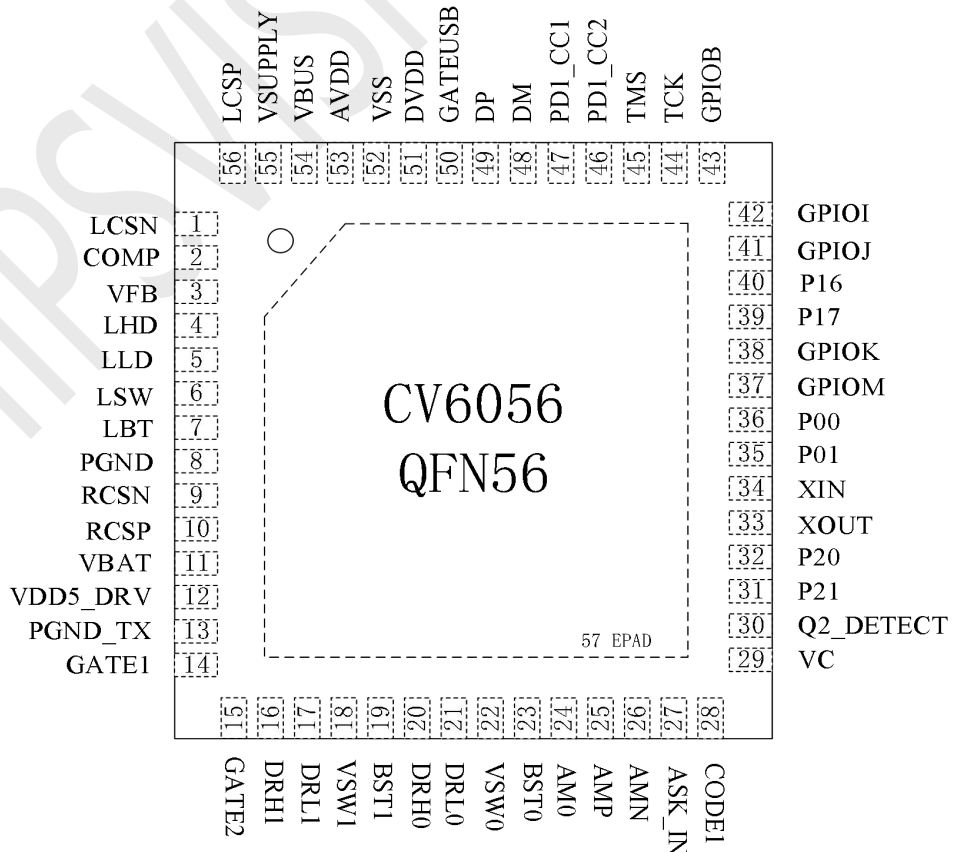 LCSP
VSUPPLY
VBUS
AVDD
VSS
DVDD
GATEUSB
DP
DM
PD1_CC1
PD1_CC2
TMS
TCK
GPIOB
56
55
54
53
52
51
50
49
48
47
46
45
44
43
LCSN 1
COMP 2
VFB 3
LHD 4
LLD 5
LSW 6
LBT 7
PGND 8
RCSN 9
RCSP 10
VBAT 11
VDD5_DRV 12
PGND_TX 13
GATE1 14
CV6056
QFN56
57 EPAD
42 GPIOI
41 GPIOJ
40 P16
39 P17
38 GPIOK
37 GPIOM
36 P00
35 P01
34 XIN
33 XOUT
32 P20
31 P21
30 Q2_DETECT
29 VC
15
16
17
18
19
20
21
22
23
24
25
26
27
28
GATE2
DRH1
DRL1
VSW1
BST1
DRH0
DRL0
VSW0
BST0
AM0
AMP
AMN
ASK_IN
CODE1